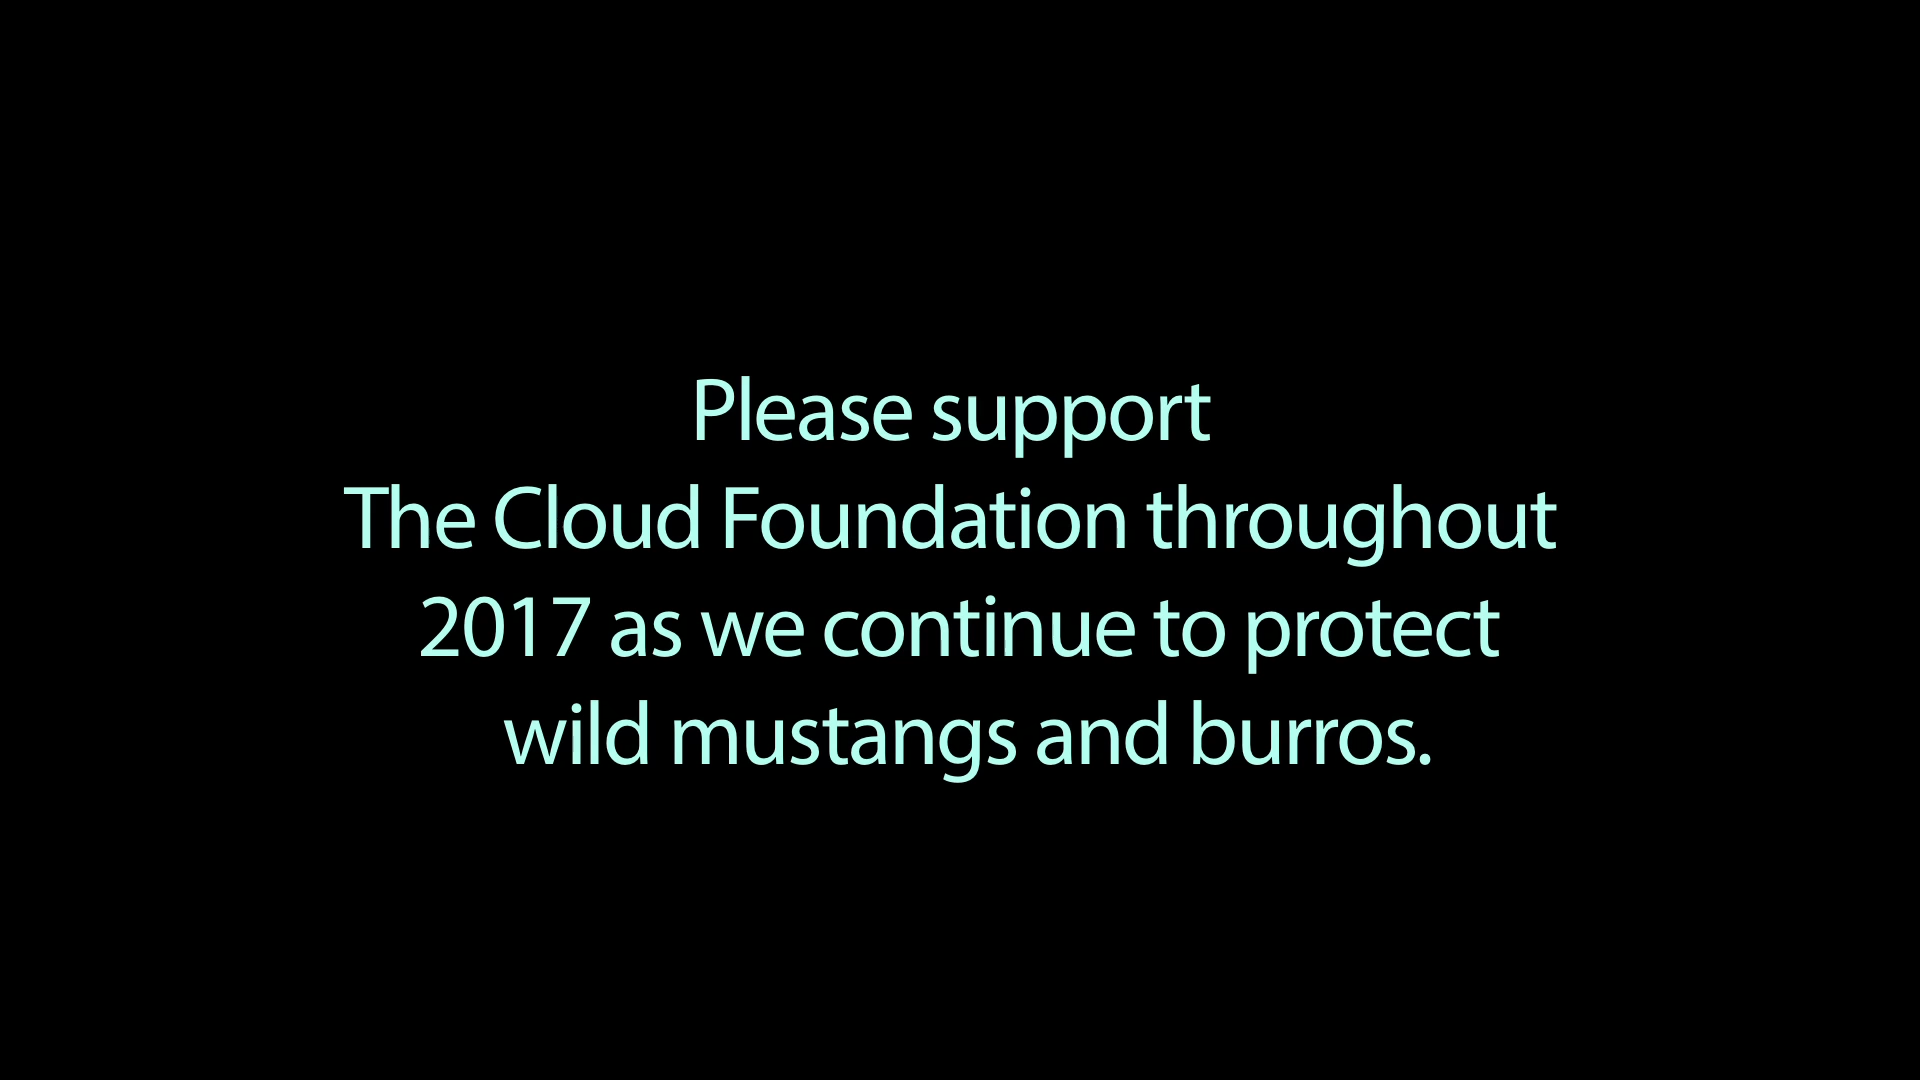 Please support
The Cloud Foundation throughout
2017 as we continue to protect
wild mustangs and burros.